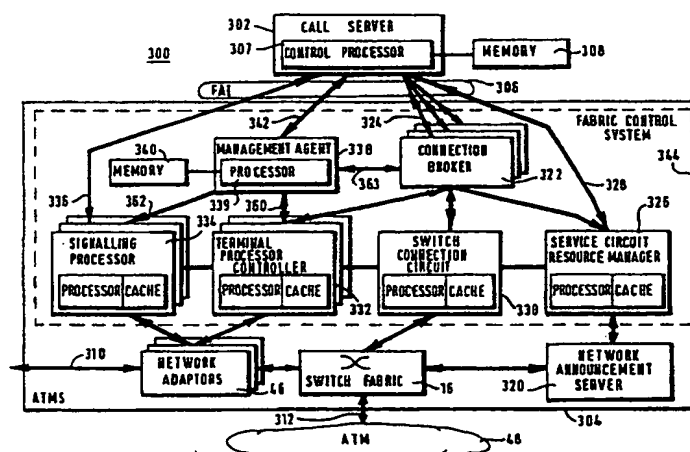 302
CALL SERVER
307
CONTROL PROCESSOR
MEMORY
308
300
FAI
306
342
324
FABRIC CONTROL
SYSTEM
340
MANAGEMENT AGENT
338
CONNECTION
BROKER
MEMORY
PROCESSOR
339
363
322
328
344
336
362
334
360
326
SIGNALLING
PROCESSOR
TERMINAL
PROCESSOR
CONTROLLER
SWITCH
CONNECTION
CIRCUIT
SERVICE CIRCUIT
RESOURCE MANAGER
PROCESSOR CACHE
PROCESSOR CACHE
PROCESSOR CACHE
PROCESSOR CACHE
332
330
310
NETWORK
ADAPTORS
46
SWITCH FABRIC
16
NETWORK
ANNOUNCEMENT
SERVER
320
ATMS
304
312
ATM
48